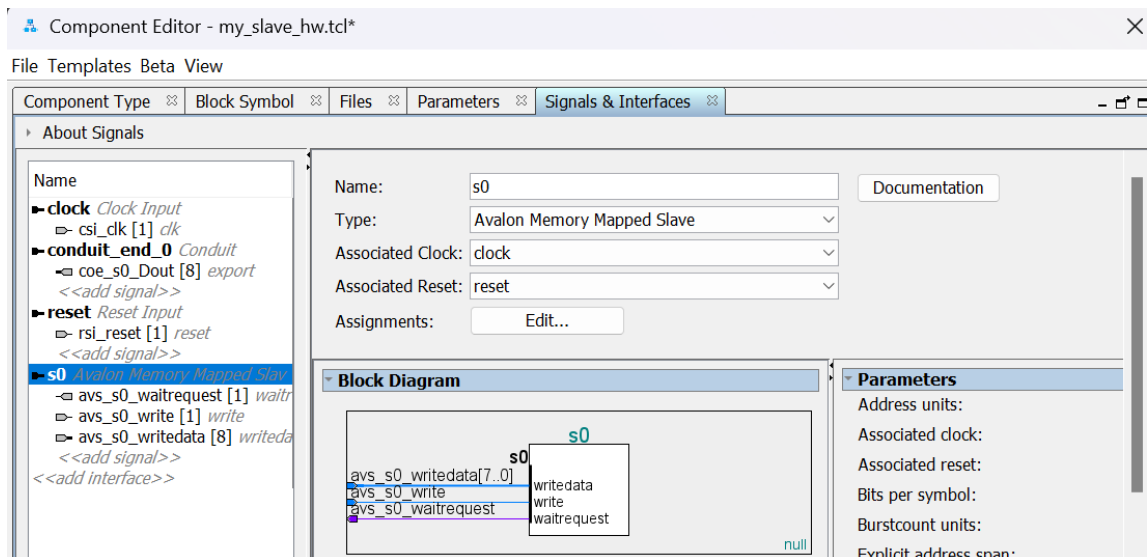 Component Editor - my_slave_hw.tcl*
File Templates Beta View
Component Type Block Symbol Files Parameters Signals & Interfaces
About Signals
Name
clock Clock Input
csi_clk [1] clk
conduit_end_0 Conduit
coe_s0_Dout [8] export
<<add signal>>
reset Reset Input
rsi_reset [1] reset
<<add signal>>
s0 Avalon Memory Mapped Slav
avs_s0_waitrequest [1] waitr
avs_s0_write [1] write
avs_s0_writedata [8] writeda
<<add signal>>
<<add interface>>
Name: s0 Documentation
Type: Avalon Memory Mapped Slave
Associated Clock: clock
Associated Reset: reset
Assignments: Edit...
Block Diagram
s0
s0
avs_s0_writedata[7..0] writedata
avs_s0_write write
avs_s0_waitrequest waitrequest
null
Parameters
Address units:
Associated clock:
Associated reset:
Bits per symbol:
Burstcount units:
Explicit address span: